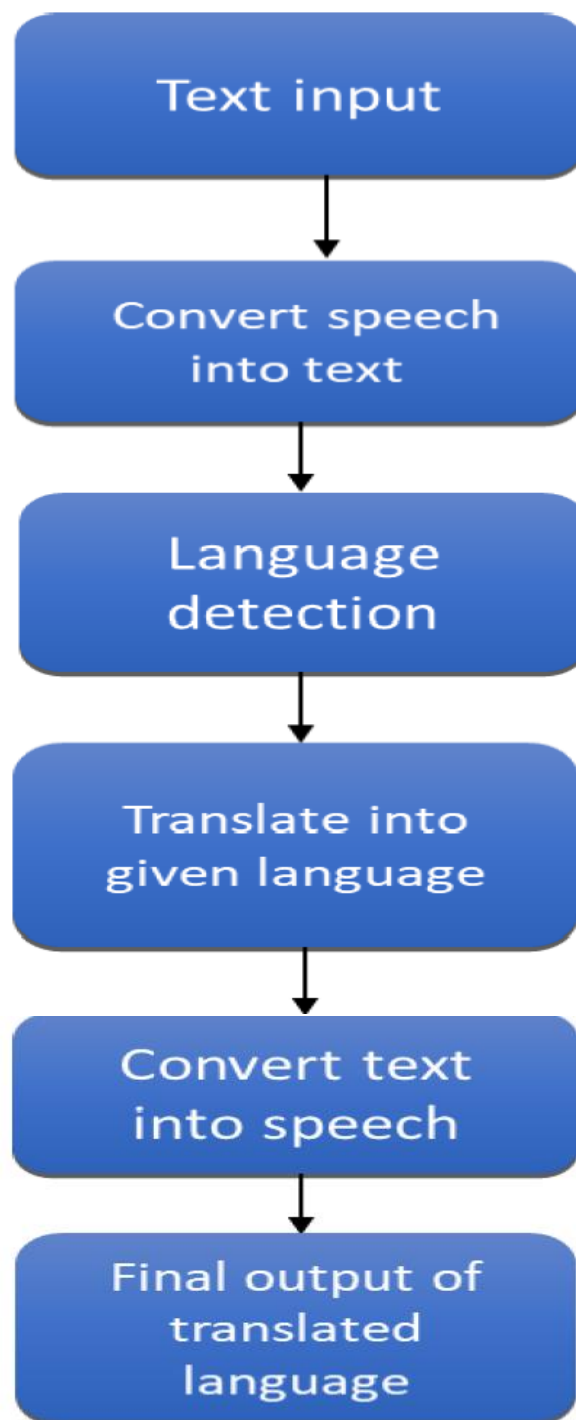 Text input
Convert speech
into text
Language
detection
Translate into
given language
Convert text
into speech
Final output of
translated
language